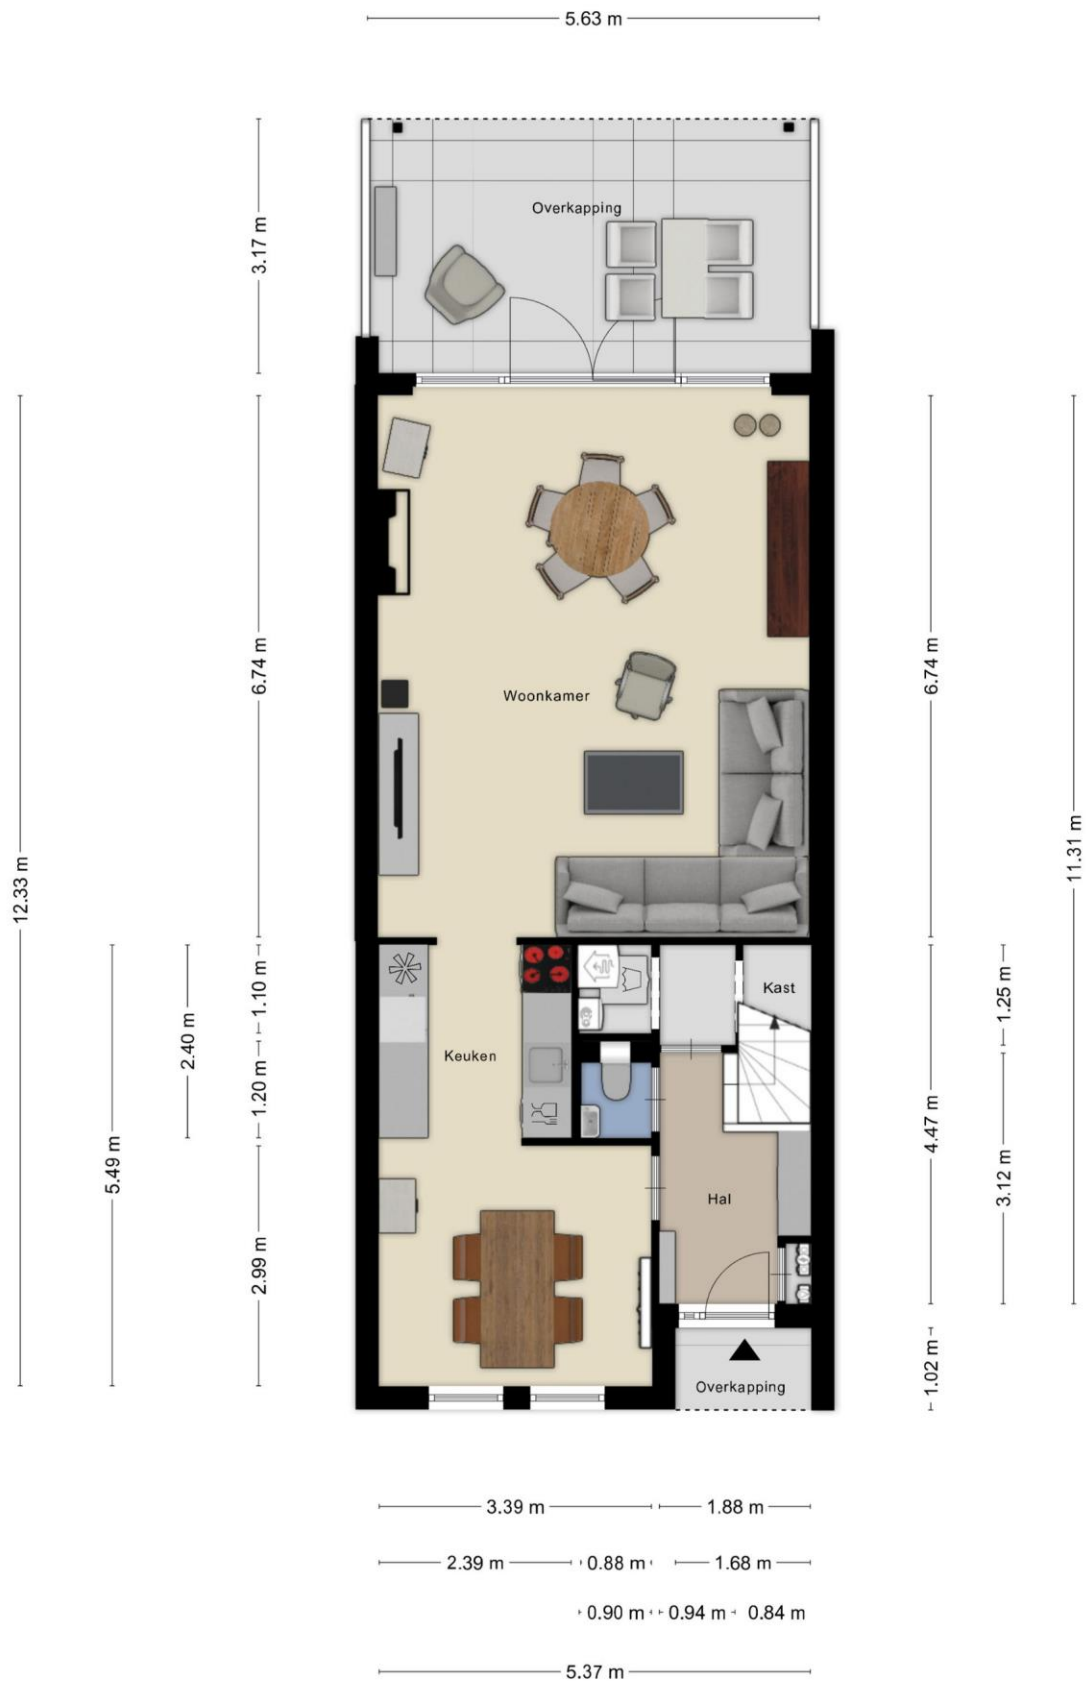 5.63 m
3.17 m
Overkapping
6.74 m
6.74 m
Woonkamer
12.33 m
11.31 m
1.10 m
2.40 m
1.20 m
5.49 m
2.99 m
Kast
Keuken
Hal
1.25 m
4.47 m
3.12 m
1.02 m
Overkapping
3.39 m
1.88 m
2.39 m
0.88 m
1.68 m
0.90 m
0.94 m
0.84 m
5.37 m